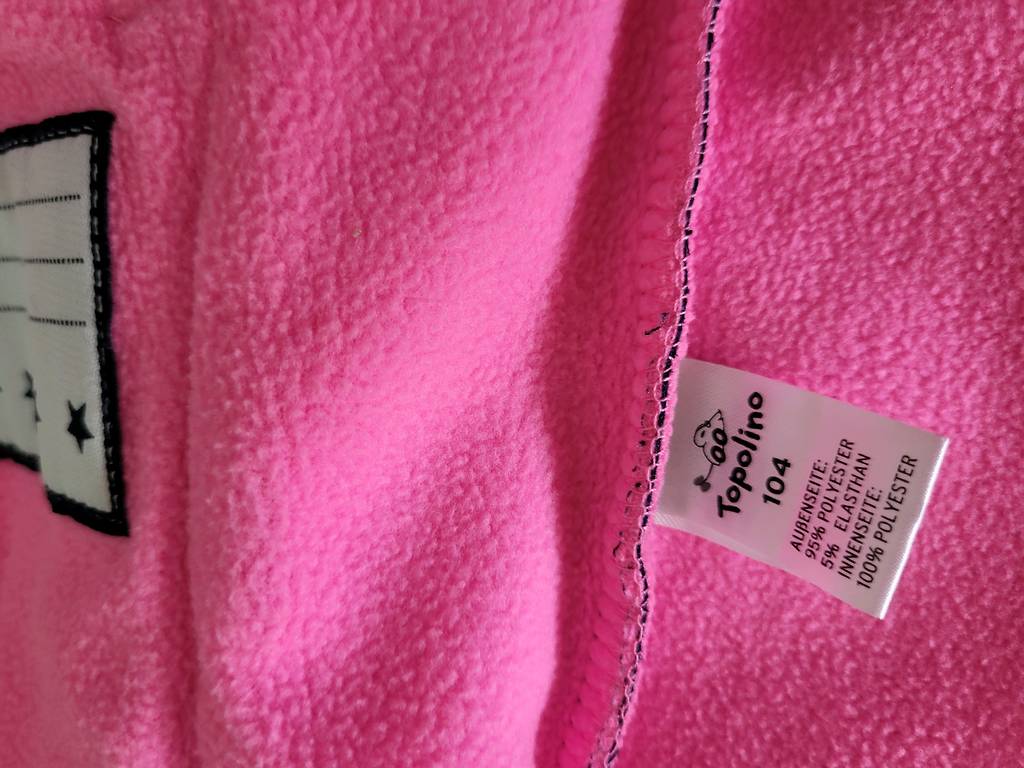 Topolino
104
AUßENSEITE:
95% POLYESTER
5% ELASTHAN
INNENSEITE:
100% POLYESTER